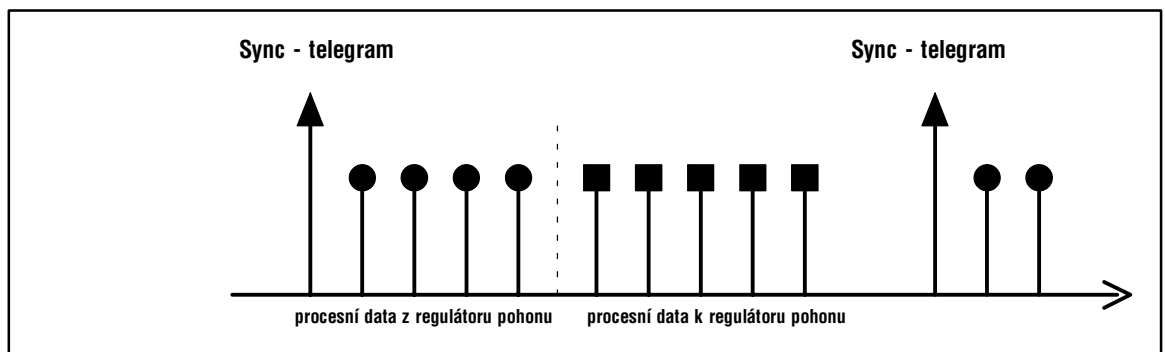 Sync - telegram
Sync - telegram
procesní data z regulátoru pohonu
procesní data k regulátoru pohonu